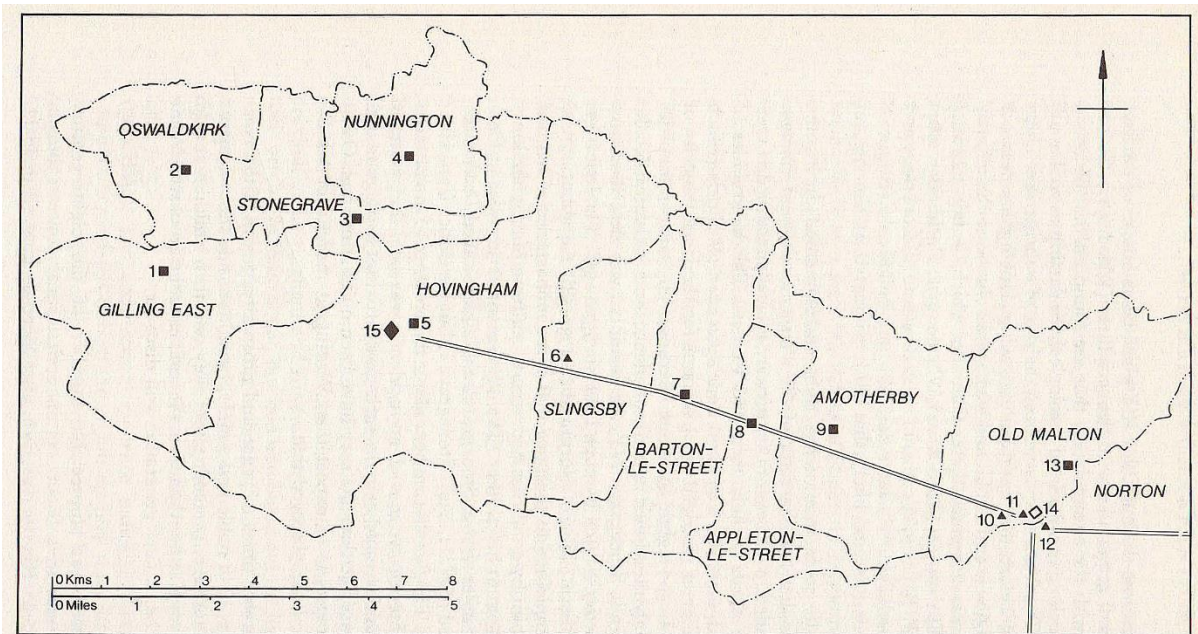 OSWALDKIRK
NUNNINGTON
4
2
STONEGRAVE
3
1
GILLING EAST
HOVINGHAM
15
5
6
7
SLINGSBY
AMOTHERBY
8
9
BARTON-
LE-STREET
OLD MALTON
13
NORTON
11
14
10
12
APPLETON-
LE-STREET
0 Kms 1 2 3 4 5 6 7 8
0 Miles 1 2 3 4 5